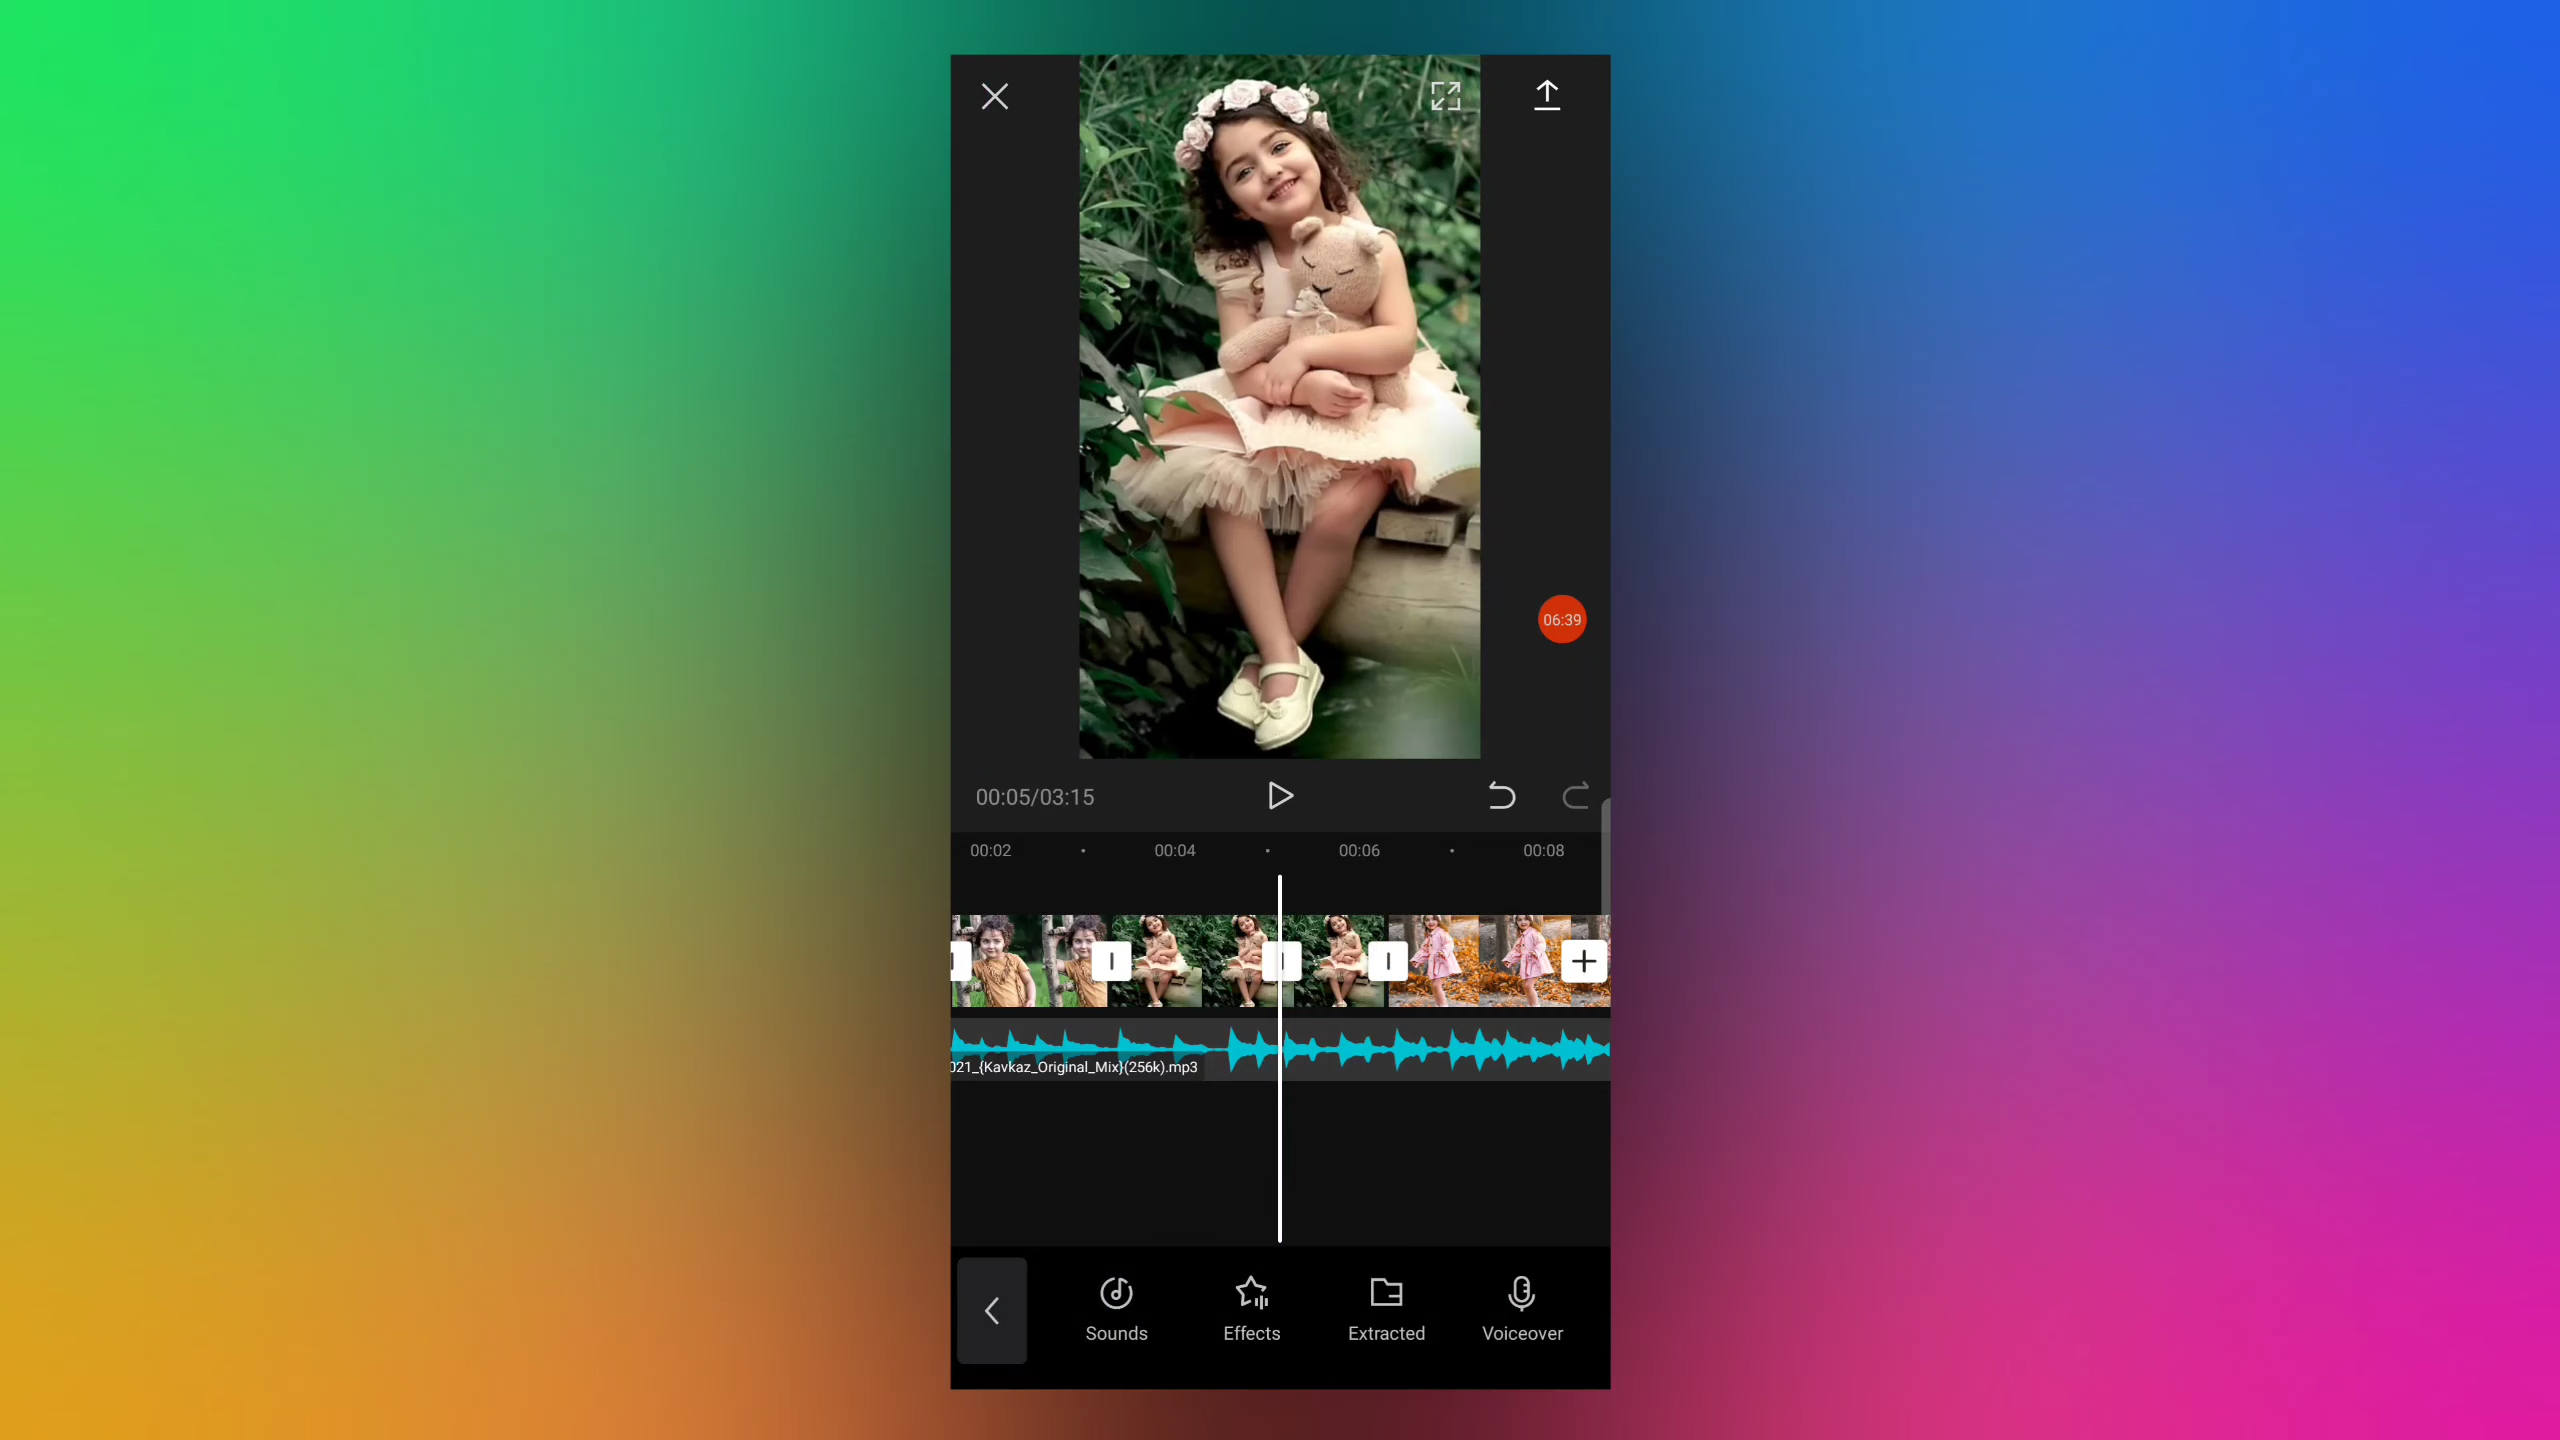 06:39
00:05/03:15
00:02 00:04 00:06 00:08
021_{Kavkaz_Original_Mix}(256k).mp3
Sounds Effects Extracted Voiceover